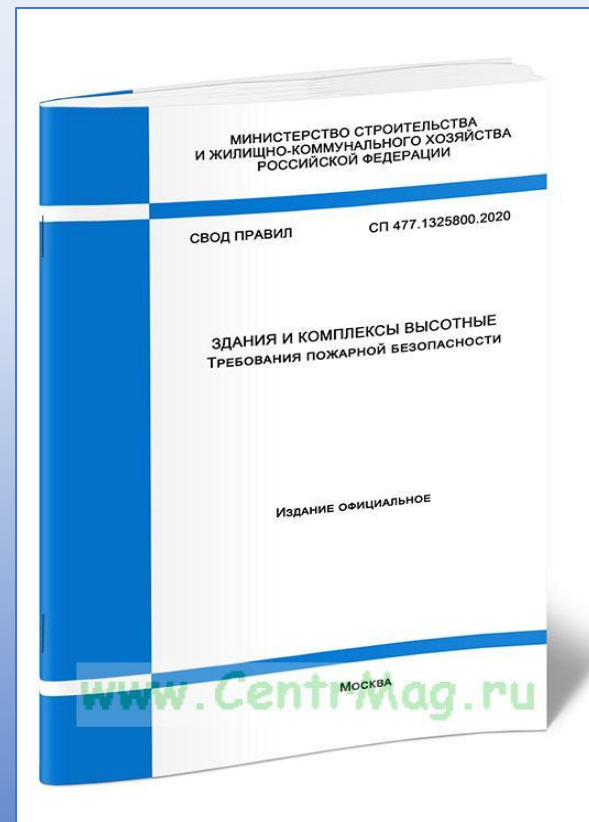 МИНИСТЕРСТВО СТРОИТЕЛЬСТВА
И ЖИЛИЩНО-КОММУНАЛЬНОГО ХОЗЯЙСТВА
РОССИЙСКОЙ ФЕДЕРАЦИИ
СВОД ПРАВИЛ СП 477.1325800.2020
ЗДАНИЯ И КОМПЛЕКСЫ ВЫСОТНЫЕ
ТРЕБОВАНИЯ ПОЖАРНОЙ БЕЗОПАСНОСТИ
ИЗДАНИЕ ОФИЦИАЛЬНОЕ
МОСКВА
www.CentrMag.ru